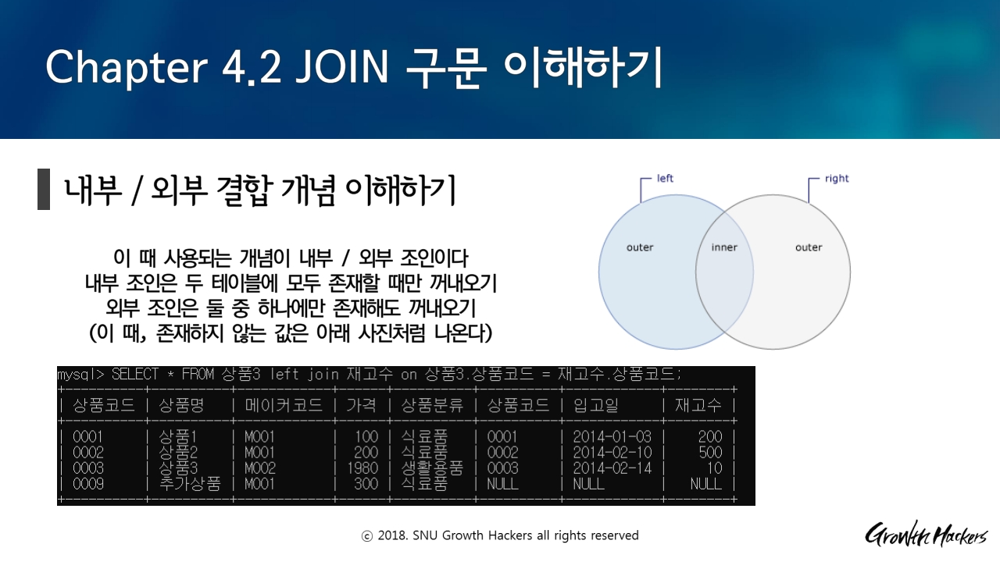 Chapter 4.2 JOIN 구문 이해하기
내부 / 외부 결합 개념 이해하기
이 때 사용되는 개념이 내부 / 외부 조인이다
내부 조인은 두 테이블에 모두 존재할 때만 꺼내오기
외부 조인은 둘 중 하나에만 존재해도 꺼내오기
(이 때, 존재하지 않는 값은 아래 사진처럼 나온다)
left
right
outer
inner
outer
mysql> SELECT * FROM 상품3 left join 재고수 on 상품3.상품코드 = 재고수.상품코드;
+----------+----------+------------+------+----------+----------+------------+--------+
| 상품코드 | 상품명 | 메이커코드 | 가격 | 상품분류 | 상품코드 | 입고일 | 재고수 |
+----------+----------+------------+------+----------+----------+------------+--------+
| 0001 | 상품1 | M001 | 100 | 식료품 | 0001 | 2014-01-03 | 200 |
| 0002 | 상품2 | M001 | 200 | 식료품 | 0002 | 2014-02-10 | 500 |
| 0003 | 상품3 | M002 | 1980 | 생활용품 | 0003 | 2014-02-14 | 10 |
| 0009 | 추가상품 | M001 | 300 | 식료품 | NULL | NULL | NULL |
+----------+----------+------------+------+----------+----------+------------+--------+
ⓒ 2018. SNU Growth Hackers all rights reserved
Growth Hackers